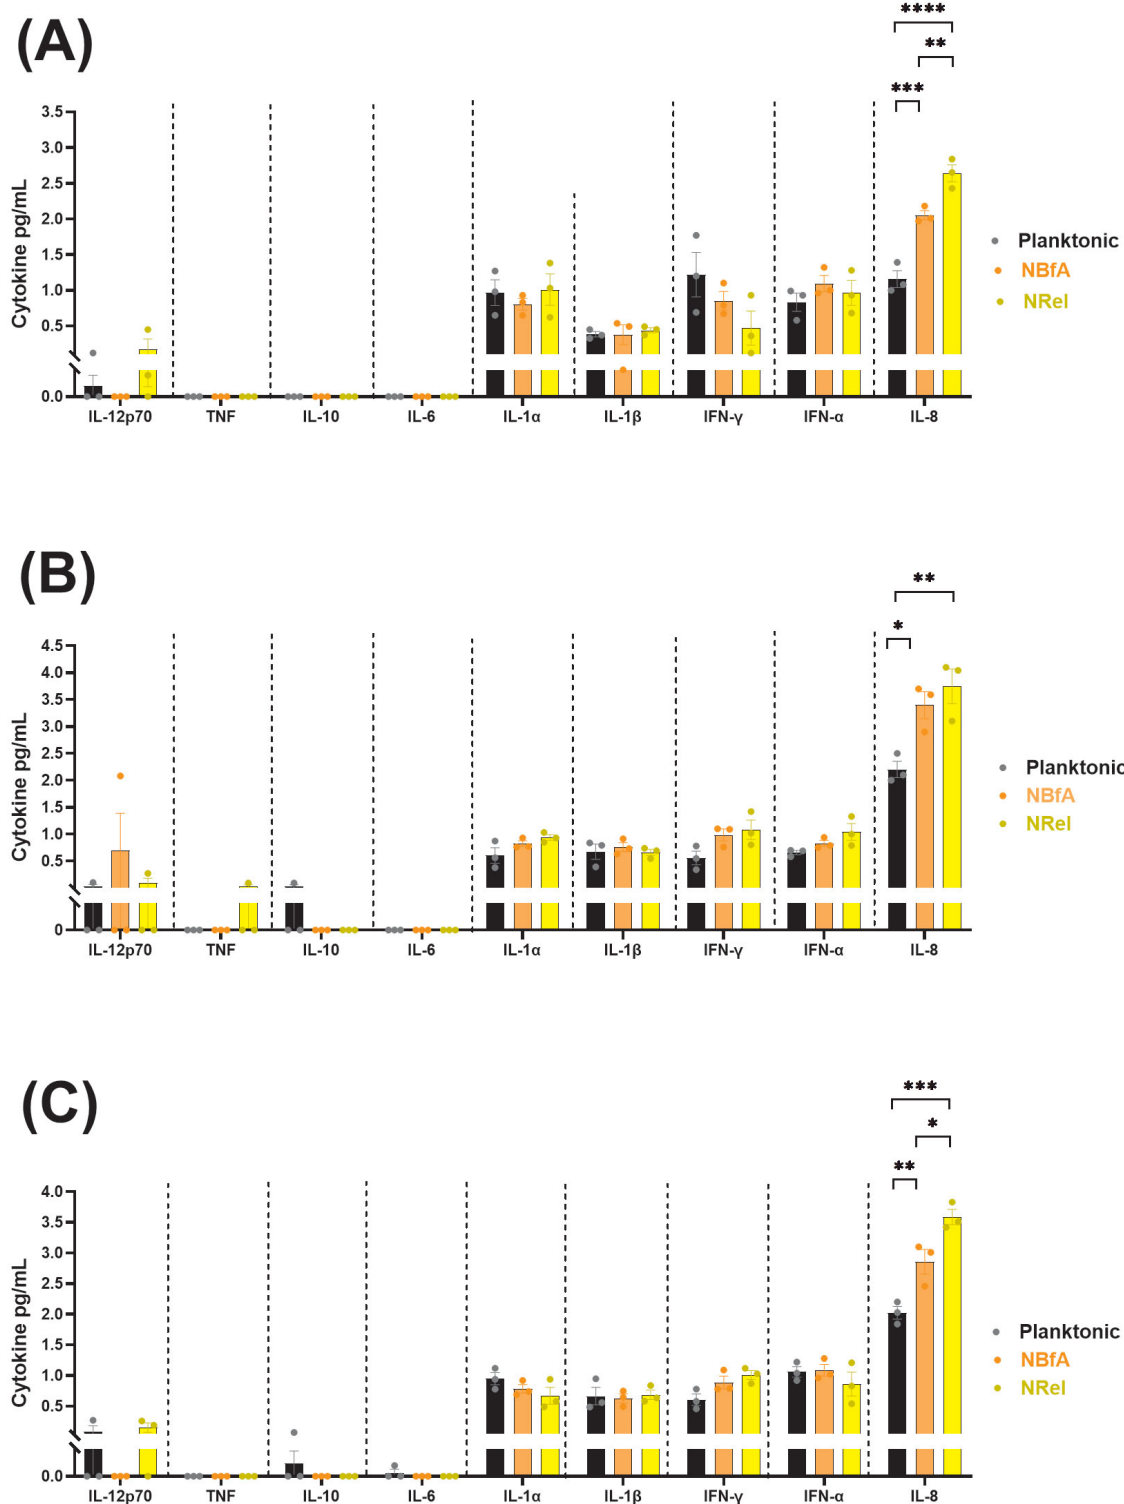 (A)
****
**
***
Cytokine pg/mL
3.5
3.0
2.5
2.0
1.5
1.0
0.5
0.0
IL-12p70 TNF IL-10 IL-6 IL-1α IL-1β IFN-γ IFN-α IL-8
Planktonic
NBfA
NRel
(B)
**
*
Cytokine pg/mL
4.5
4.0
3.5
3.0
2.5
2.0
1.5
1.0
0.5
0
IL-12p70 TNF IL-10 IL-6 IL-1α IL-1β IFN-γ IFN-α IL-8
Planktonic
NBfA
NRel
(C)
***
*
**
Cytokine pg/mL
4.0
3.5
3.0
2.5
2.0
1.5
1.0
0.5
0.0
IL-12p70 TNF IL-10 IL-6 IL-1α IL-1β IFN-γ IFN-α IL-8
Planktonic
NBfA
NRel